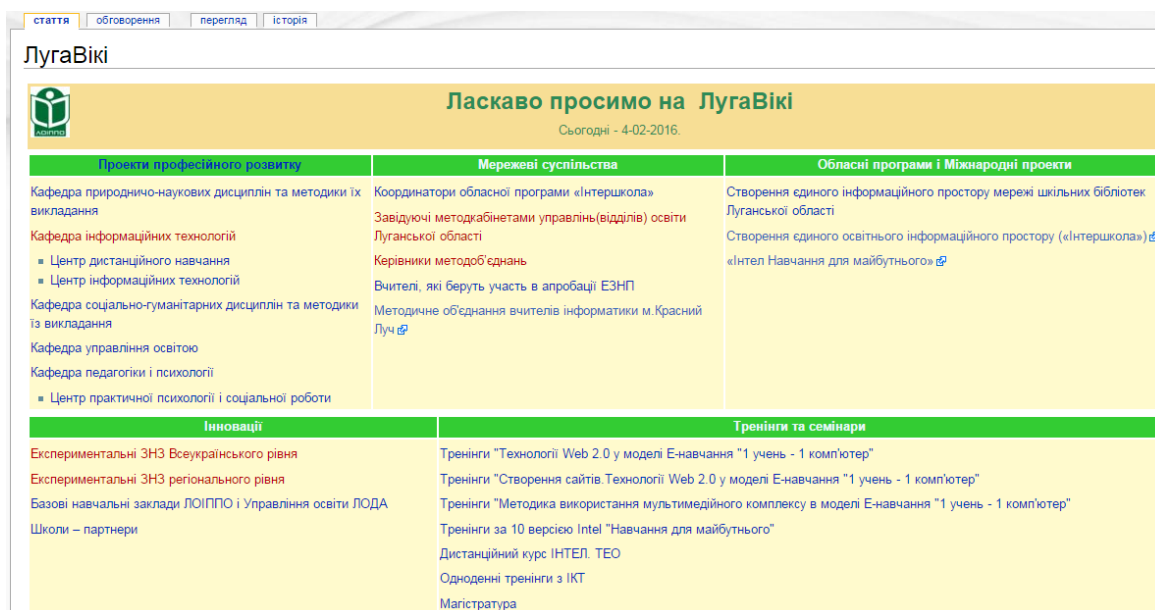 стаття обговорення перегляд історія
ЛугаВікі
ЛОІППО
Ласкаво просимо на ЛугаВікі
Сьогодні - 4-02-2016.
Проекти професійного розвитку
Кафедра природничо-наукових дисциплін та методики їх
викладання
Кафедра інформаційних технологій
Центр дистанційного навчання
Центр інформаційних технологій
Кафедра соціально-гуманітарних дисциплін та методики
їз викладання
Кафедра управління освітою
Кафедра педагогіки і психології
Центр практичної психології і соціальної роботи
Мережеві суспільства
Координатори обласної програми «Інтершкола»
Завідуючі методкабінетами управлінь(відділів) освіти
Луганської області
Керівники методоб'єднань
Вчителі, які беруть участь в апробації ЕЗНП
Методичне об'єднання вчителів інформатики м.Красний
Луч
Обласні програми і Міжнародні проекти
Створення єдиного інформаційного простору мережі шкільних бібліотек
Луганської області
Створення єдиного освітнього інформаційного простору («Інтершкола»)
«Інтел Навчання для майбутнього»
Інновації
Експериментальні ЗНЗ Всеукраїнського рівня
Експериментальні ЗНЗ регіонального рівня
Базові навчальні заклади ЛОІППО і Управління освіти ЛОДА
Школи – партнери
Тренінги та семінари
Тренінги "Технології Web 2.0 у моделі Е-навчання "1 учень - 1 комп'ютер"
Тренінги "Створення сайтів.Технології Web 2.0 у моделі Е-навчання "1 учень - 1 комп'ютер"
Тренінги "Методика використання мультимедійного комплексу в моделі Е-навчання "1 учень - 1 комп'ютер"
Тренінги за 10 версією Intel "Навчання для майбутнього"
Дистанційний курс ІНТЕЛ. ТЕО
Одноденні тренінги з ІКТ
Магістратура